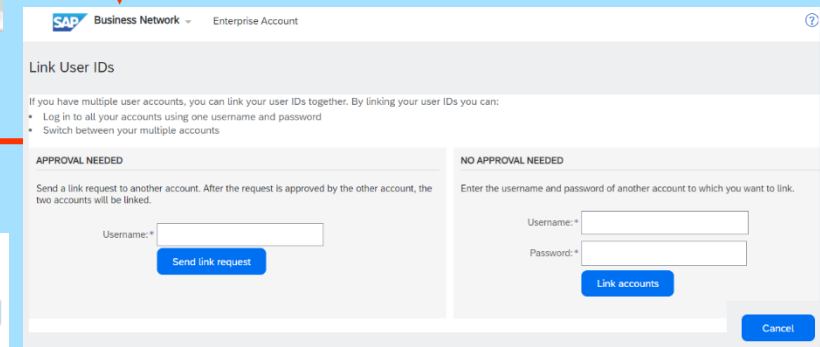 SAP Business Network Enterprise Account ?
Link User IDs
If you have multiple user accounts, you can link your user IDs together. By linking your user IDs you can:
• Log in to all your accounts using one username and password
• Switch between your multiple accounts
APPROVAL NEEDED
Send a link request to another account. After the request is approved by the other account, the
two accounts will be linked.
Username:*
Send link request
NO APPROVAL NEEDED
Enter the username and password of another account to which you want to link.
Username:*
Password:*
Link accounts
Cancel